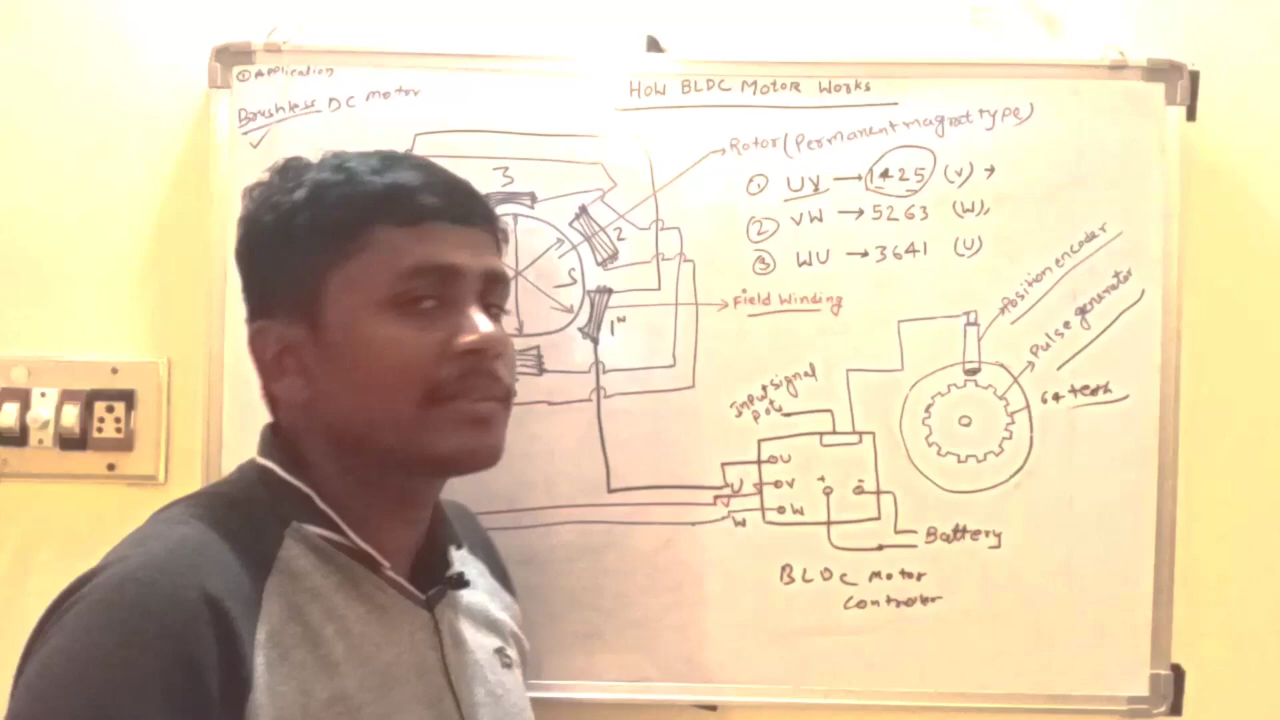 ① Application
Brushless DC motor
How BLDC Motor Works
Rotor (Permanent magnet type)
① UV → 1425 (V) →
② VW → 5263 (W),
③ WU → 3641 (U)
3
2
S
1 N
Field Winding
Position encoder
Pulse generator
64 teeth
Input signal
U
V
W
U
V
W
+
-
Battery
BLDC Motor
Controller